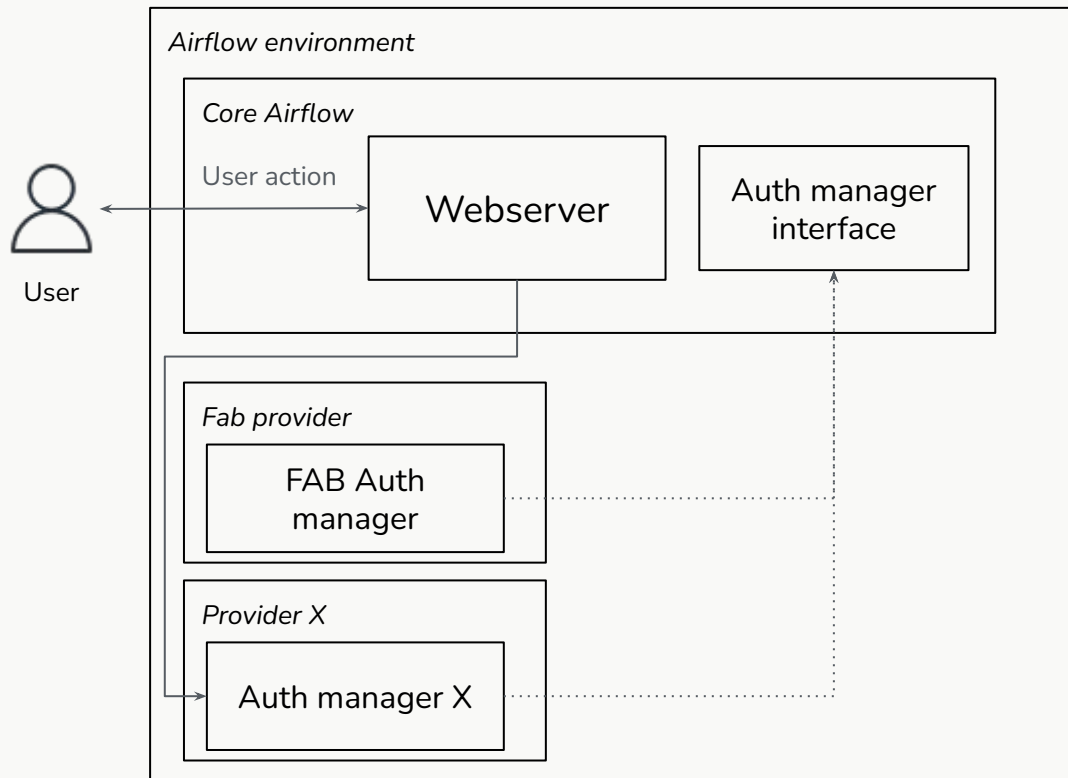 Airflow environment
Core Airflow
User action
Webserver
Auth manager
interface
User
Fab provider
FAB Auth
manager
Provider X
Auth manager X